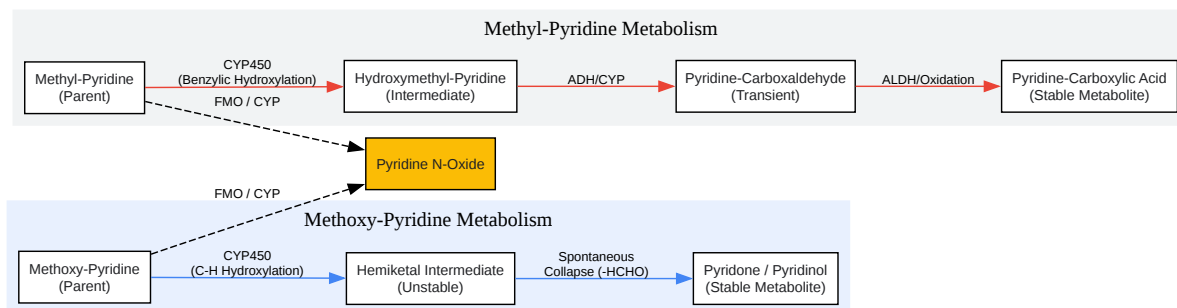 Methyl-Pyridine Metabolism
Methyl-Pyridine
(Parent)
CYP450
(Benzylic Hydroxylation)
Hydroxymethyl-Pyridine
(Intermediate)
ADH/CYP
Pyridine-Carboxaldehyde
(Transient)
ALDH/Oxidation
Pyridine-Carboxylic Acid
(Stable Metabolite)
FMO / CYP
Pyridine N-Oxide
FMO / CYP
Methoxy-Pyridine Metabolism
Methoxy-Pyridine
(Parent)
CYP450
(C-H Hydroxylation)
Hemiketal Intermediate
(Unstable)
Spontaneous
Collapse (-HCHO)
Pyridone / Pyridinol
(Stable Metabolite)